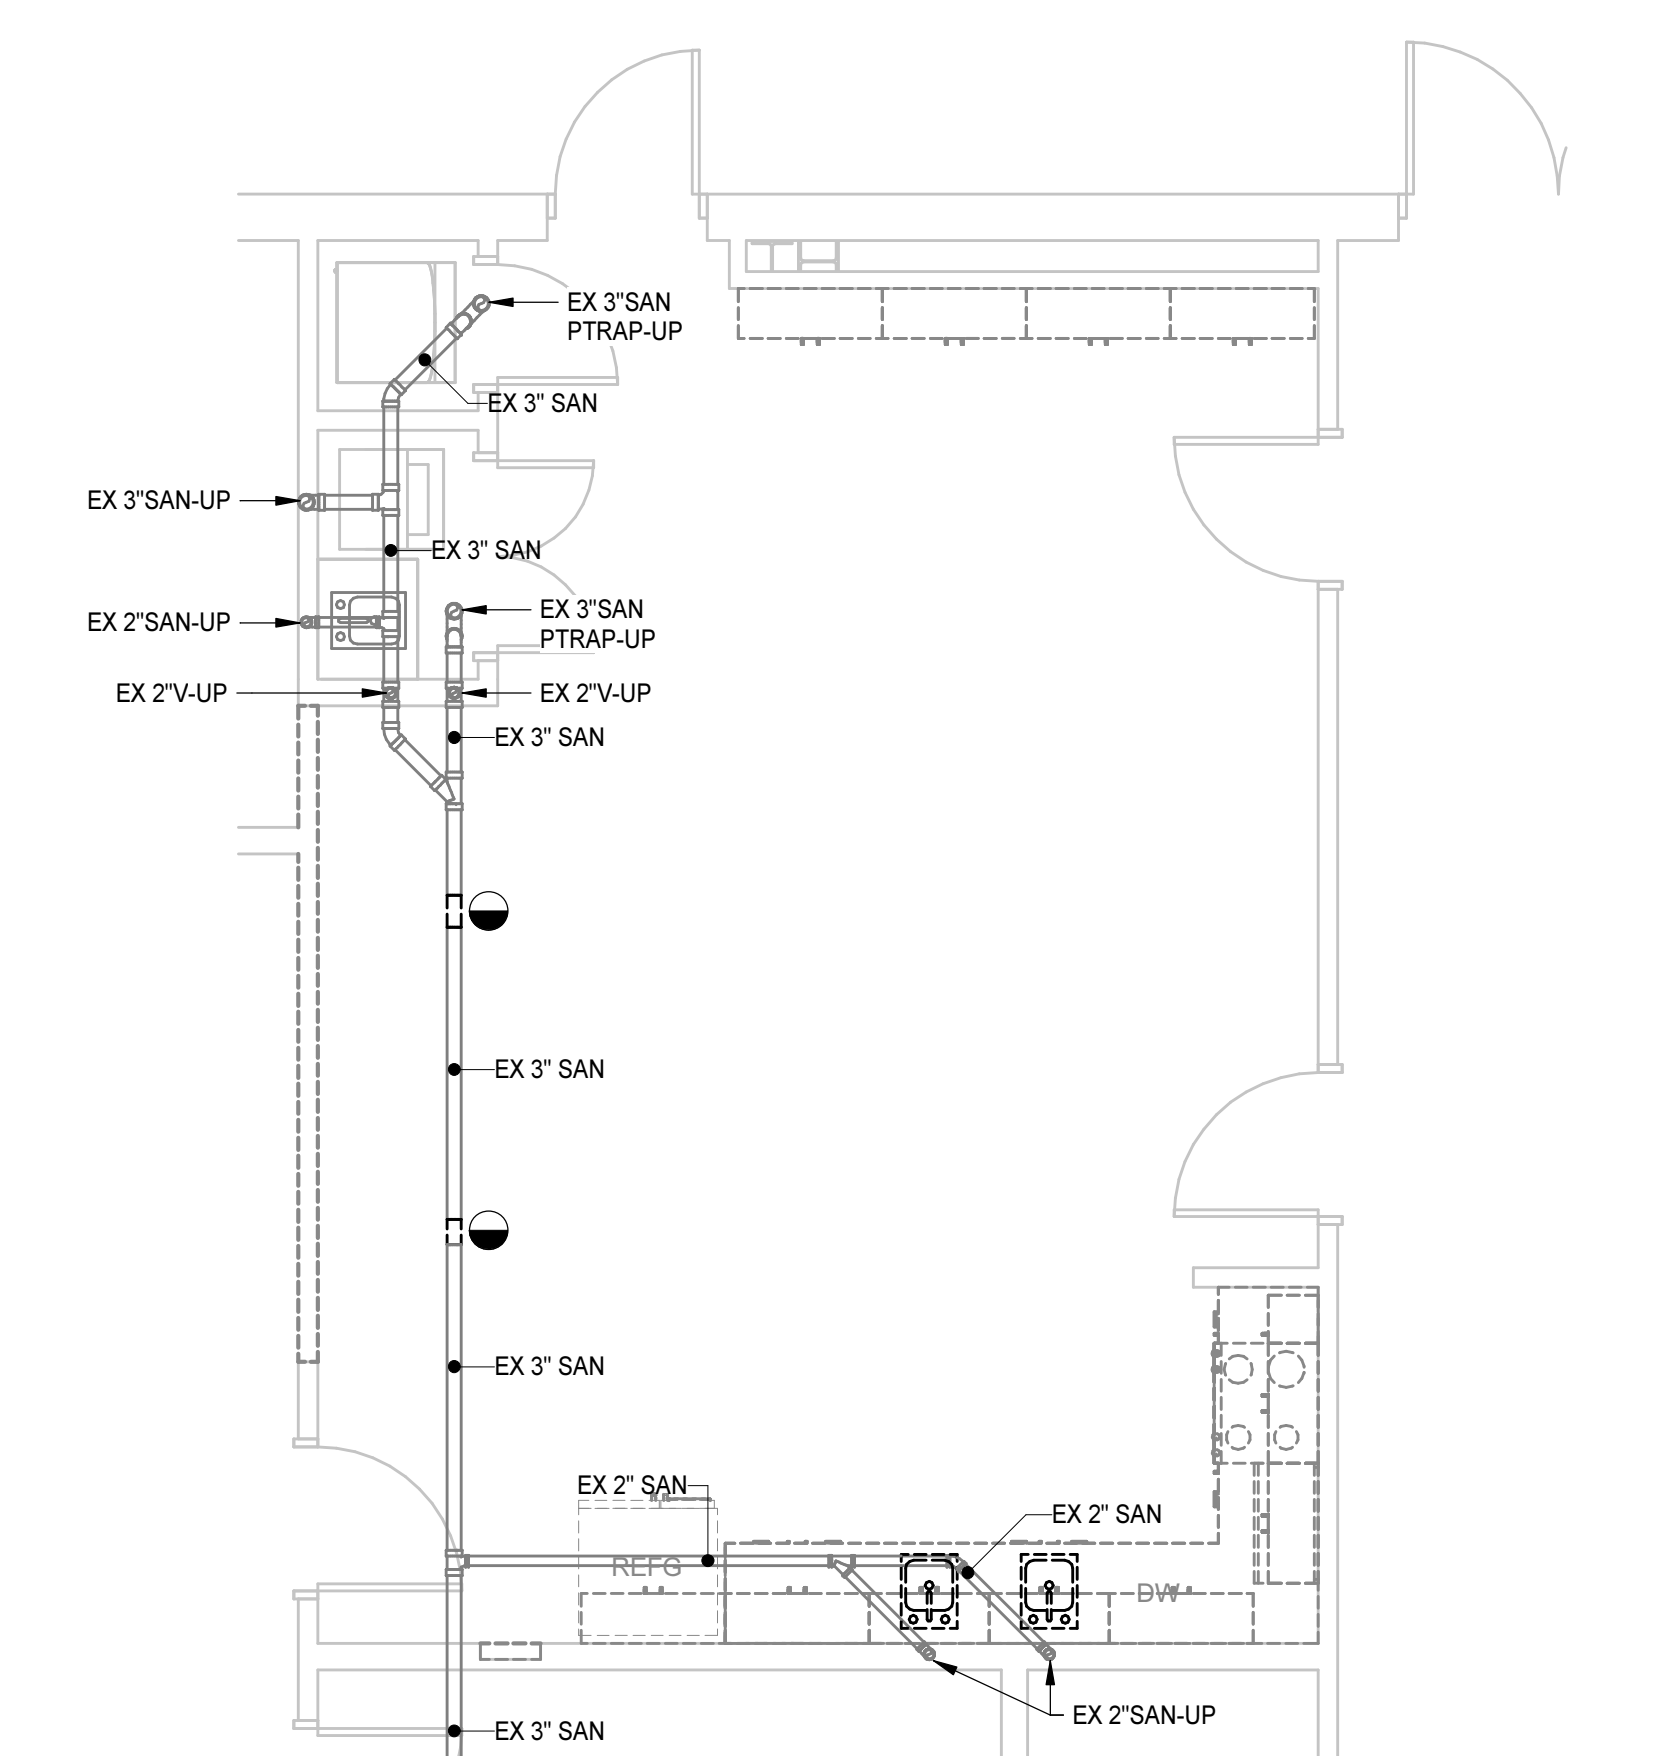 EX 3"SAN
PTRAP-UP
EX 3" SAN
EX 3"SAN-UP
EX 3" SAN
EX 3"SAN
PTRAP-UP
EX 2"SAN-UP
EX 2"V-UP
EX 2"V-UP
EX 3" SAN
EX 3" SAN
EX 3" SAN
EX 2" SAN
EX 2" SAN
REFG
DW
EX 2"SAN-UP
EX 3" SAN